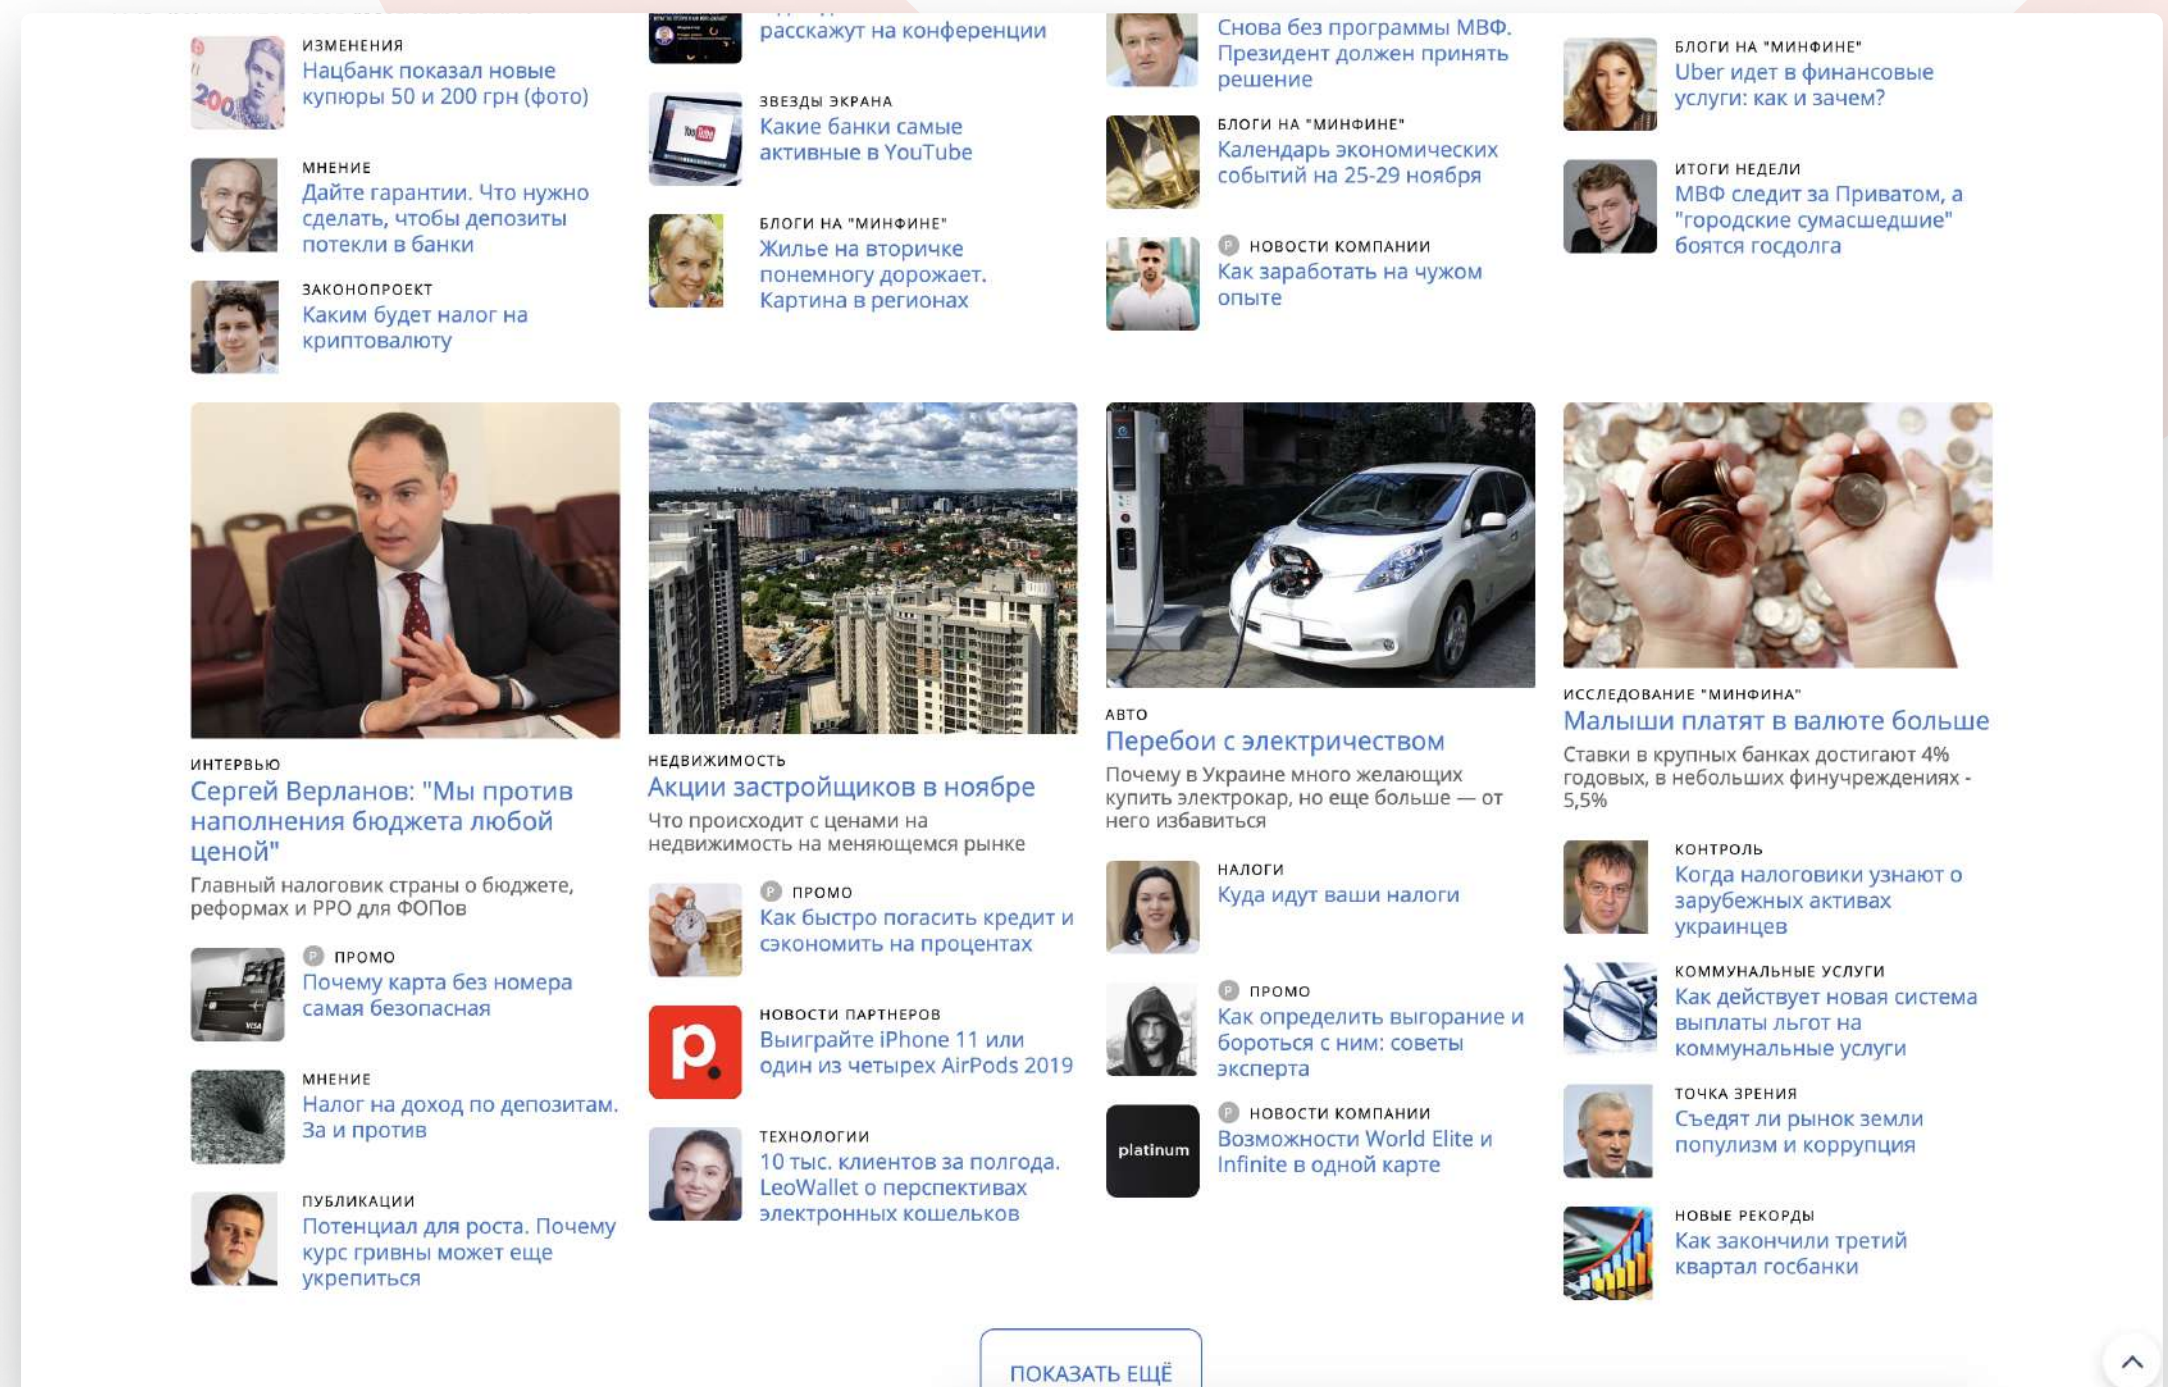 ИЗМЕНЕНИЯ
Нацбанк показал новые
купюры 50 и 200 грн (фото)
МНЕНИЕ
Дайте гарантии. Что нужно
сделать, чтобы депозиты
потекли в банки
ЗАКОНОПРОЕКТ
Каким будет налог на
криптовалюту
расскажут на конференции
ЗВЕЗДЫ ЭКРАНА
Какие банки самые
активные в YouTube
БЛОГИ НА "МИНФИНЕ"
Жилье на вторичке
понемногу дорожает.
Картина в регионах
Снова без программы МВФ.
Президент должен принять
решение
БЛОГИ НА "МИНФИНЕ"
Календарь экономических
событий на 25-29 ноября
P НОВОСТИ КОМПАНИИ
Как заработать на чужом
опыте
БЛОГИ НА "МИНФИНЕ"
Uber идет в финансовые
услуги: как и зачем?
ИТОГИ НЕДЕЛИ
МВФ следит за Приватом, а
"городские сумасшедшие"
боятся госдолга
200
YouTube
ИНТЕРВЬЮ
Сергей Верланов: "Мы против
наполнения бюджета любой
ценой"
Главный налоговик страны о бюджете,
реформах и РРО для ФОПов
P ПРОМО
Почему карта без номера
самая безопасная
VISA
МНЕНИЕ
Налог на доход по депозитам.
За и против
ПУБЛИКАЦИИ
Потенциал для роста. Почему
курс гривны может еще
укрепиться
НЕДВИЖИМОСТЬ
Акции застройщиков в ноябре
Что происходит с ценами на
недвижимость на меняющемся рынке
P ПРОМО
Как быстро погасить кредит и
сэкономить на процентах
p.
НОВОСТИ ПАРТНЕРОВ
Выиграйте iPhone 11 или
один из четырех AirPods 2019
ТЕХНОЛОГИИ
10 тыс. клиентов за полгода.
LeoWallet о перспективах
электронных кошельков
АВТО
Перебои с электричеством
Почему в Украине много желающих
купить электрокар, но еще больше — от
него избавиться
НАЛОГИ
Куда идут ваши налоги
P ПРОМО
Как определить выгорание и
бороться с ним: советы
эксперта
platinum
P НОВОСТИ КОМПАНИИ
Возможности World Elite и
Infinite в одной карте
ИССЛЕДОВАНИЕ "МИНФИНА"
Малыши платят в валюте больше
Ставки в крупных банках достигают 4%
годовых, в небольших финучреждениях -
5,5%
КОНТРОЛЬ
Когда налоговики узнают о
зарубежных активах
украинцев
КОММУНАЛЬНЫЕ УСЛУГИ
Как действует новая система
выплаты льгот на
коммунальные услуги
ТОЧКА ЗРЕНИЯ
Съедят ли рынок земли
популизм и коррупция
НОВЫЕ РЕКОРДЫ
Как закончили третий
квартал госбанки
ПОКАЗАТЬ ЕЩЁ